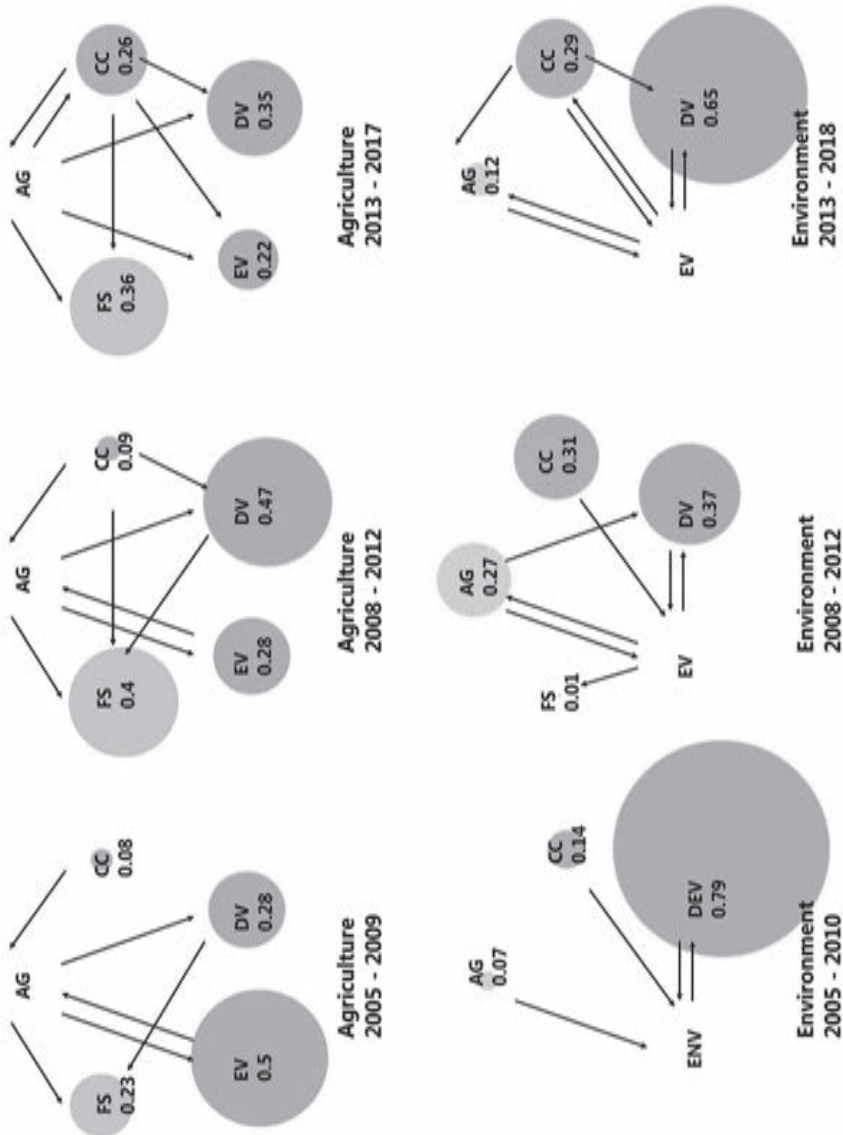 AG
FS
0.23
CC
0.08
EV
0.5
DV
0.28
Agriculture
2005 - 2009
AG
FS
0.4
CC
0.09
EV
0.28
DV
0.47
Agriculture
2008 - 2012
AG
FS
0.36
CC
0.26
EV
0.22
DV
0.35
Agriculture
2013 - 2017
AG
0.07
CC
0.14
ENV
DEV
0.79
Environment
2005 - 2010
AG
0.27
FS
0.01
CC
0.31
EV
DV
0.37
Environment
2008 - 2012
AG
0.12
CC
0.29
EV
DV
0.65
Environment
2013 - 2018